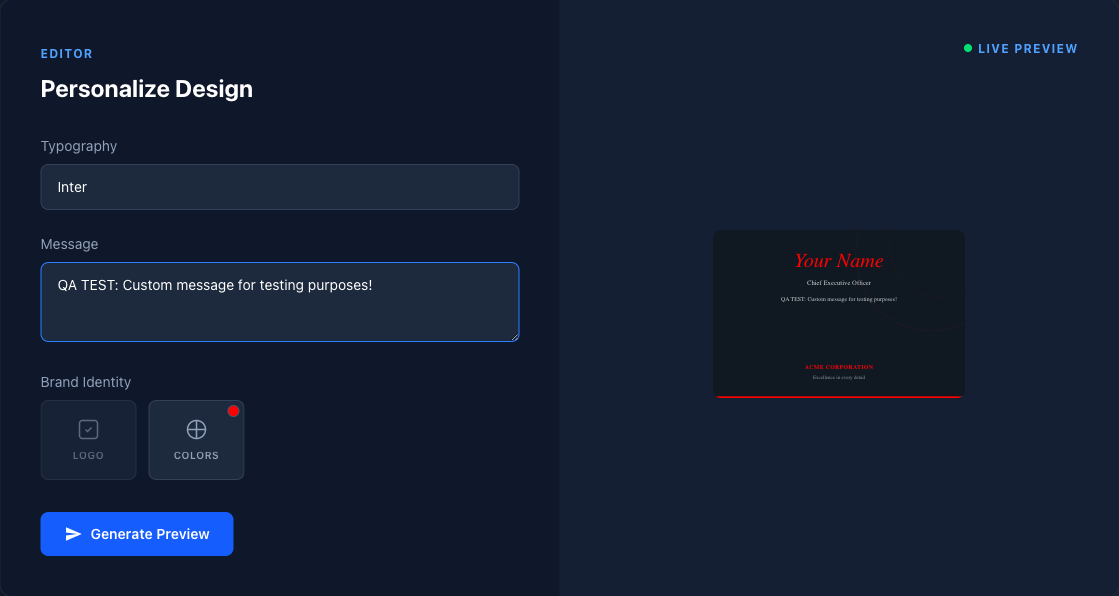 EDITOR
Personalize Design
Typography
Inter
Message
QA TEST: Custom message for testing purposes!
Brand Identity
LOGO
COLORS
Generate Preview
LIVE PREVIEW
Your Name
Chief Executive Officer
QA TEST: Custom message for testing purposes!
ACME CORPORATION
Excellence in every detail